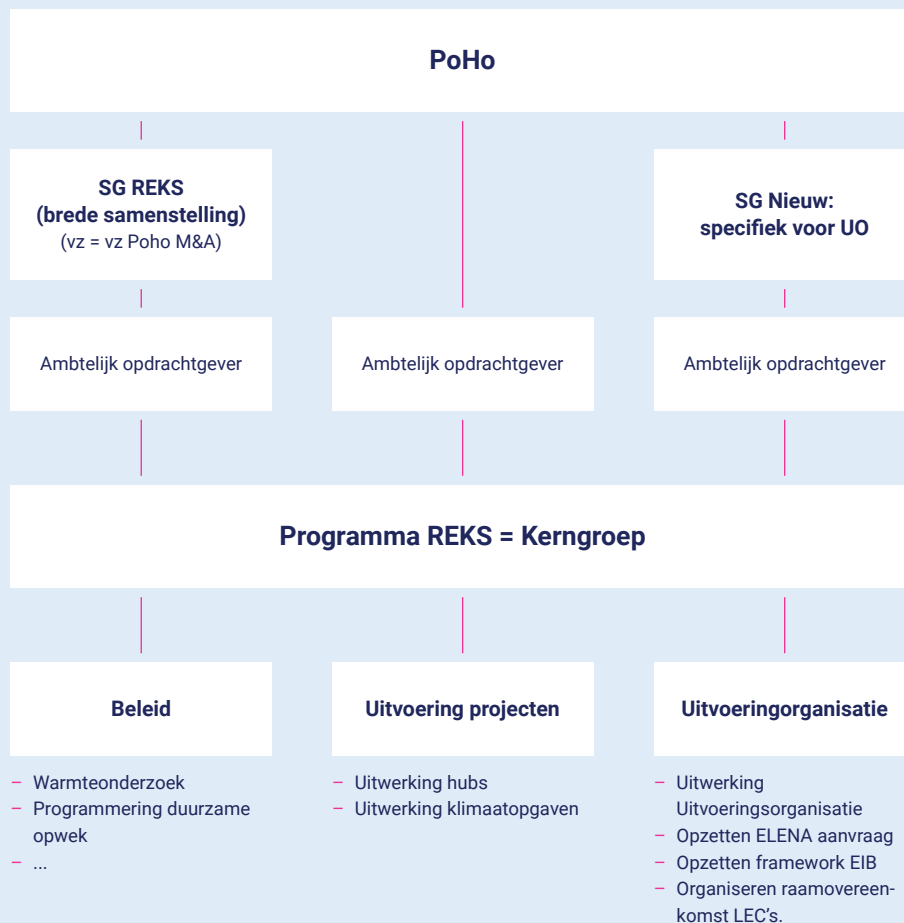 PoHo
SG REKS
(brede samenstelling)
(vz = vz Poho M&A)
SG Nieuw:
specifiek voor UO
Ambtelijk opdrachtgever
Ambtelijk opdrachtgever
Ambtelijk opdrachtgever
Programma REKS = Kerngroep
Beleid
– Warmteonderzoek
– Programmering duurzame
opwek
– ...
Uitvoering projecten
– Uitwerking hubs
– Uitwerking klimaatopgaven
Uitvoeringorganisatie
– Uitwerking
Uitvoeringsorganisatie
– Opzetten ELENA aanvraag
– Opzetten framework EIB
– Organiseren raamovereen-
komst LEC's.